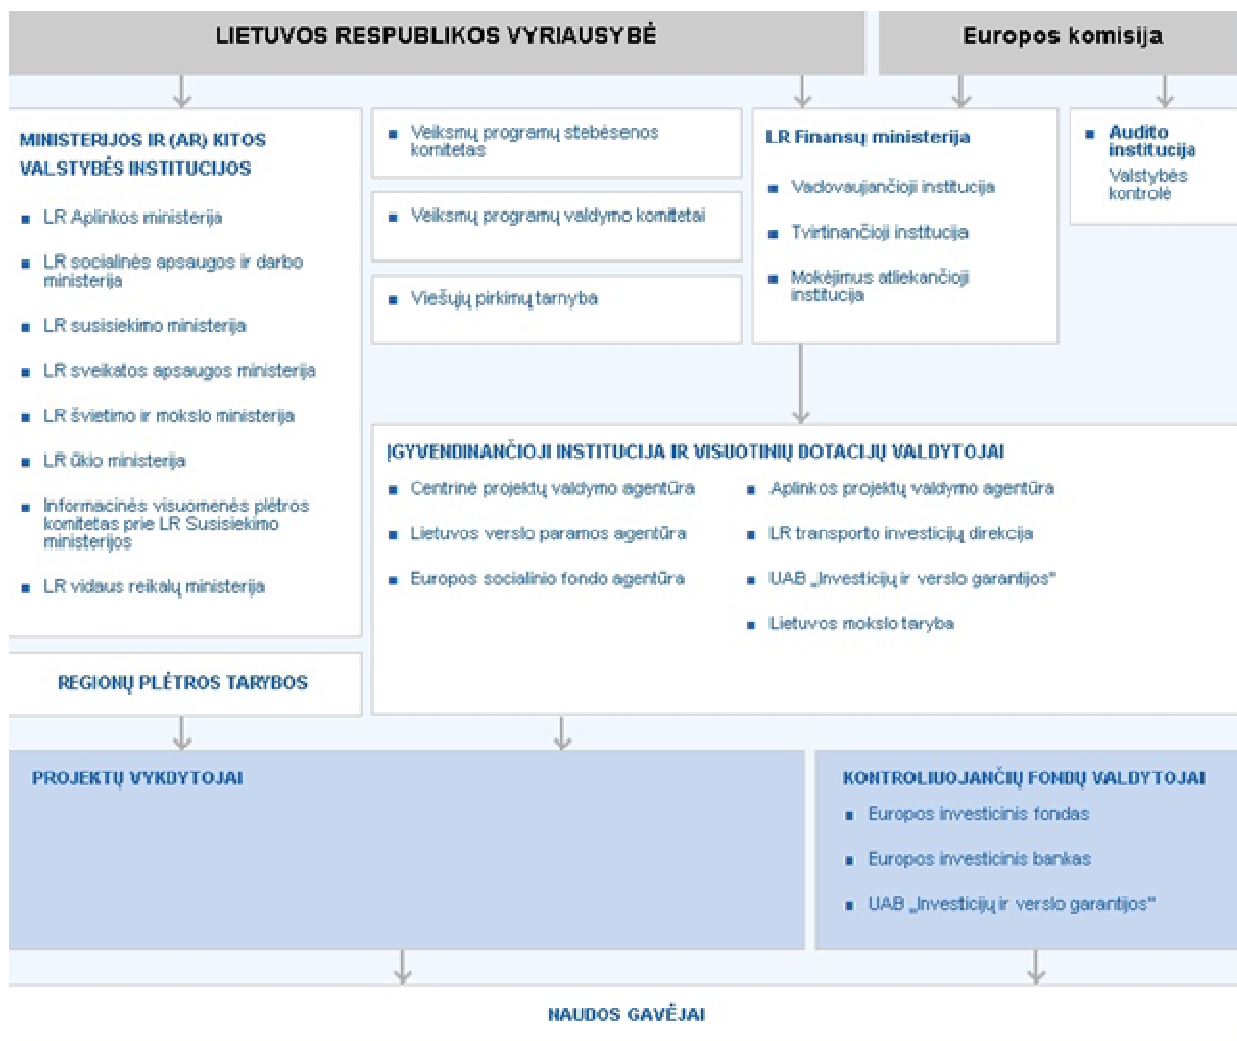 LIETUVOS RESPUBLIKOS VYRIAUSYBĖ
Europos komisija
MINISTERIJOS IR (AR) KITOS
VALSTYBĖS INSTITUCIJOS
LR Aplinkos ministerija
LR socialinės apsaugos ir darbo
ministerija
LR susisiekimo ministerija
LR sveikatos apsaugos ministerija
LR švietimo ir mokslo ministerija
LR ūkio ministerija
Informacinės visuomenės plėtros
komitetas prie LR Susisiekimo
ministerijos
LR vidaus reikalų ministerija
REGIONŲ PLĖTROS TARYBOS
Veiksmų programų stebėsenos
komitetas
Veiksmų programų valdymo komitetai
Viešųjų pirkimų tarnyba
LR Finansų ministerija
Vadovaujančioji institucija
Tvirtinančioji institucija
Mokėjimus atliekančioji
institucija
Audito
institucija
Valstybės
kontrolė
ĮGYVENDINANČIOJI INSTITUCIJA IR VISUOTINIŲ DOTACIJŲ VALDYTOJAI
Centrinė projektų valdymo agentūra
Lietuvos verslo paramos agentūra
Europos socialinio fondo agentūra
Aplinkos projektų valdymo agentūra
LR transporto investicijų direkcija
UAB „Investicijų ir verslo garantijos"
Lietuvos mokslo taryba
PROJEKTŲ VYKDYTOJAI
KONTROLIUOJANČIŲ FONDŲ VALDYTOJAI
Europos investicinis fondas
Europos investicinis bankas
UAB „Investicijų ir verslo garantijos"
NAUDOS GAVĖJAI